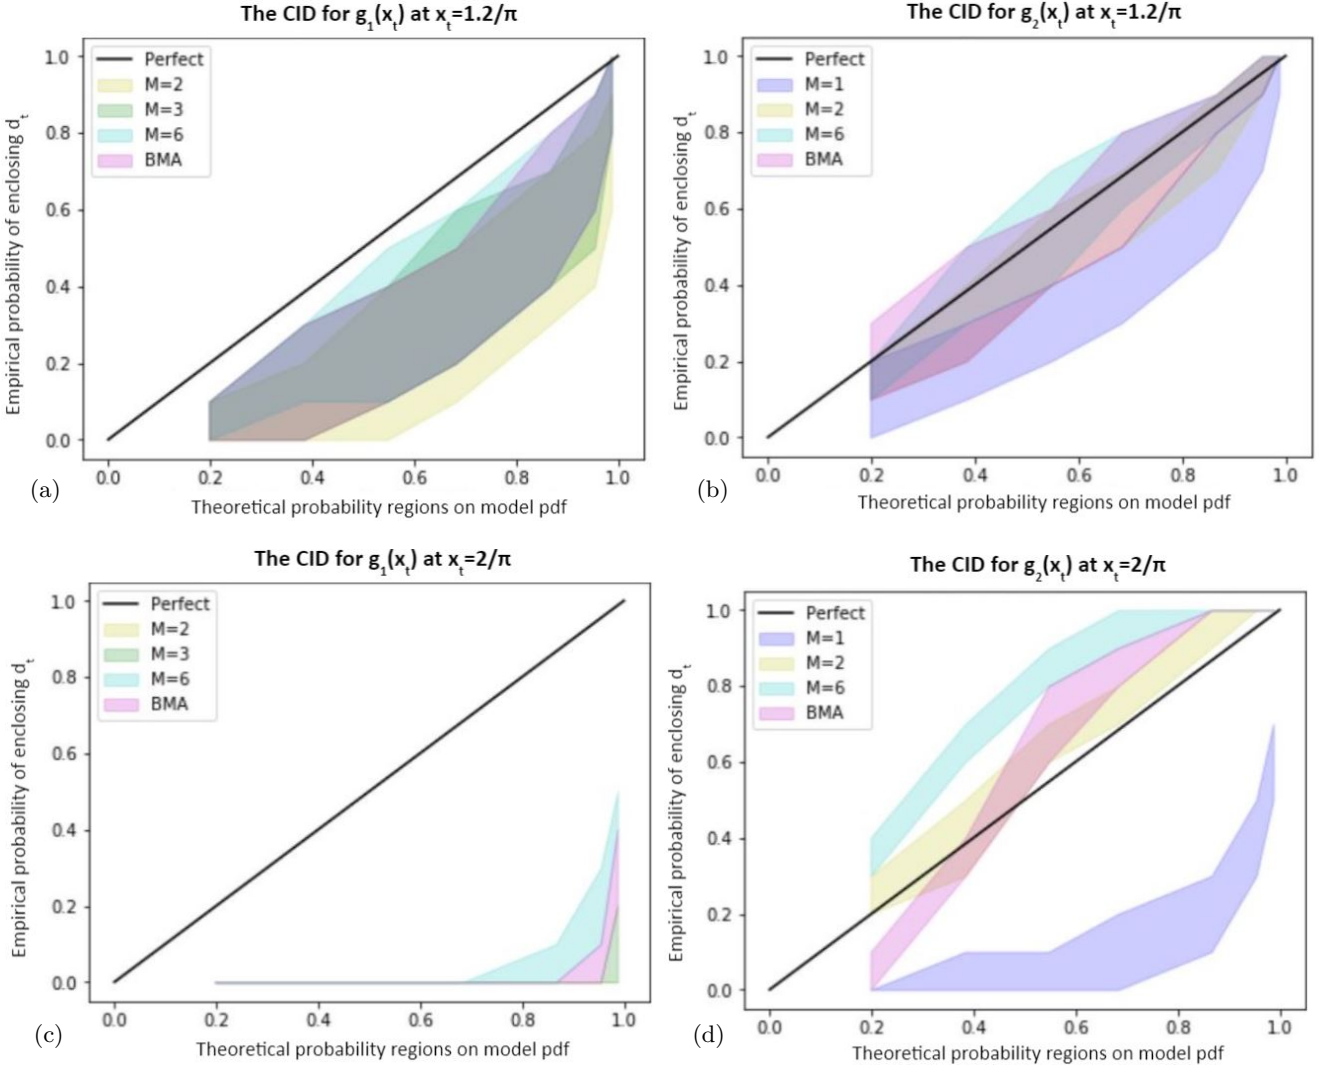 The CID for g₁(xₜ) at xₜ=1.2/π
Empirical probability of enclosing dₜ
1.0
0.8
0.6
0.4
0.2
0.0
Perfect
M=2
M=3
M=6
BMA
0.0 0.2 0.4 0.6 0.8 1.0
Theoretical probability regions on model pdf
(a)
The CID for g₂(xₜ) at xₜ=1.2/π
Empirical probability of enclosing dₜ
1.0
0.8
0.6
0.4
0.2
0.0
Perfect
M=1
M=2
M=6
BMA
0.0 0.2 0.4 0.6 0.8 1.0
Theoretical probability regions on model pdf
(b)
The CID for g₁(xₜ) at xₜ=2/π
Empirical probability of enclosing dₜ
1.0
0.8
0.6
0.4
0.2
0.0
Perfect
M=2
M=3
M=6
BMA
0.0 0.2 0.4 0.6 0.8 1.0
Theoretical probability regions on model pdf
(c)
The CID for g₂(xₜ) at xₜ=2/π
Empirical probability of enclosing dₜ
1.0
0.8
0.6
0.4
0.2
0.0
Perfect
M=1
M=2
M=6
BMA
0.0 0.2 0.4 0.6 0.8 1.0
Theoretical probability regions on model pdf
(d)